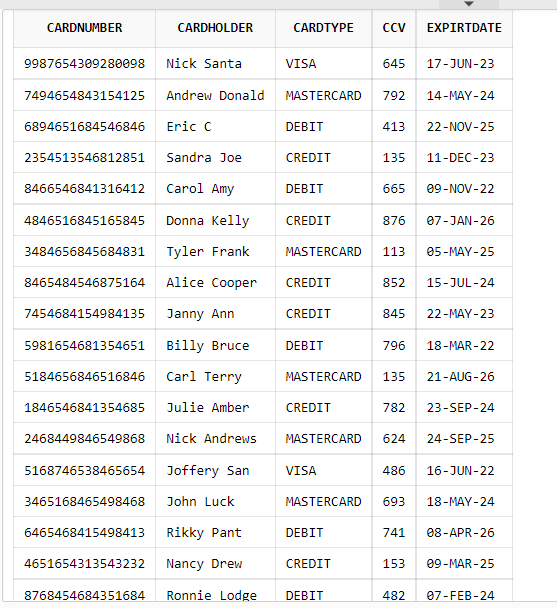 CARDNUMBER CARDHOLDER CARDTYPE CCV EXPIRTDATE
9987654309280098 Nick Santa VISA 645 17-JUN-23
7494654843154125 Andrew Donald MASTERCARD 792 14-MAY-24
6894651684546846 Eric C DEBIT 413 22-NOV-25
2354513546812851 Sandra Joe CREDIT 135 11-DEC-23
8466546841316412 Carol Amy DEBIT 665 09-NOV-22
4846516845165845 Donna Kelly CREDIT 876 07-JAN-26
3484656845684831 Tyler Frank MASTERCARD 113 05-MAY-25
8465484546875164 Alice Cooper CREDIT 852 15-JUL-24
7454684154984135 Janny Ann CREDIT 845 22-MAY-23
5981654681354651 Billy Bruce DEBIT 796 18-MAR-22
5184656846516846 Carl Terry MASTERCARD 135 21-AUG-26
1846546841354685 Julie Amber CREDIT 782 23-SEP-24
2468449846549868 Nick Andrews MASTERCARD 624 24-SEP-25
5168746538465654 Joffery San VISA 486 16-JUN-22
3465168465498468 John Luck MASTERCARD 693 18-MAY-24
6465468415498413 Rikky Pant DEBIT 741 08-APR-26
4651654313543232 Nancy Drew CREDIT 153 09-MAR-25
8768454684351684 Ronnie Lodge DEBIT 482 07-FEB-24